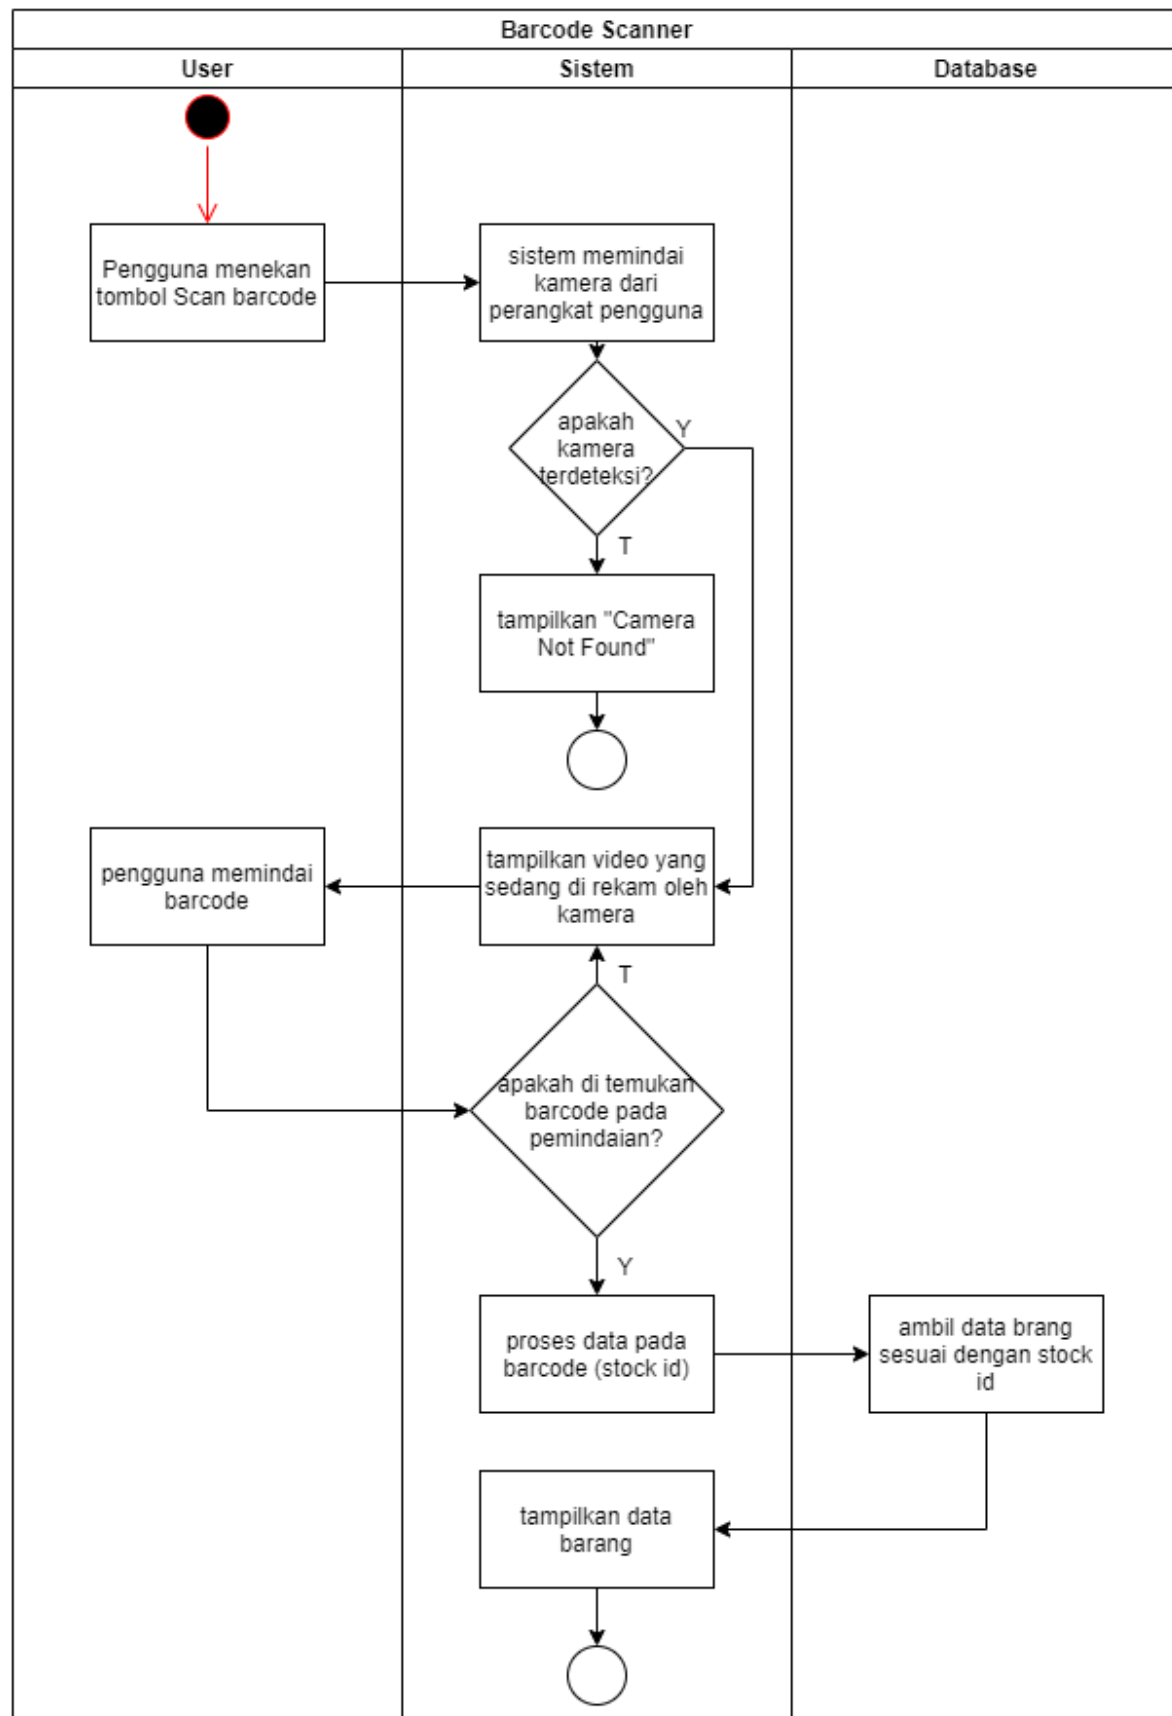 Barcode Scanner
User
Sistem
Database
Pengguna menekan
tombol Scan barcode
sistem memindai
kamera dari
perangkat pengguna
apakah
kamera
terdeteksi?
Y
T
tampilkan "Camera
Not Found"
pengguna memindai
barcode
tampilkan video yang
sedang di rekam oleh
kamera
T
apakah di temukan
barcode pada
pemindaian?
Y
proses data pada
barcode (stock id)
ambil data brang
sesuai dengan stock
id
tampilkan data
barang